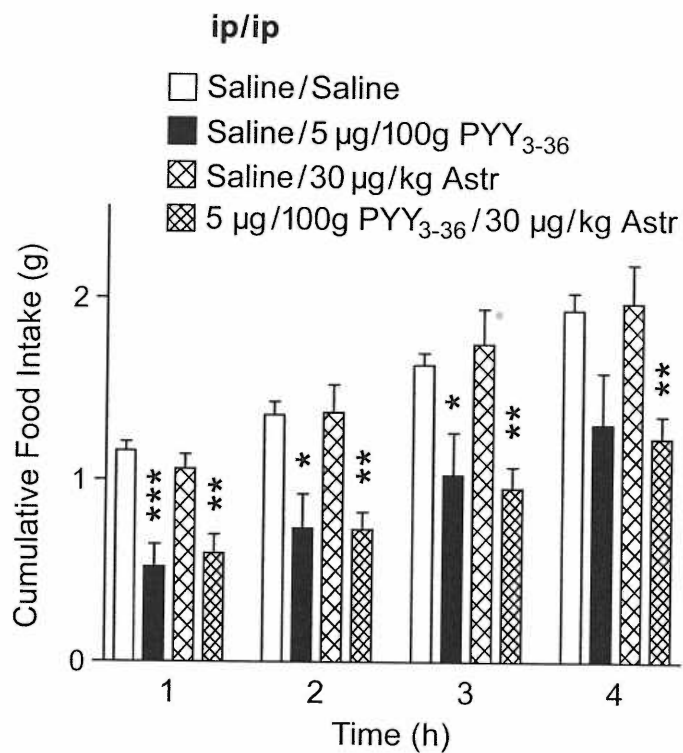 ip/ip
Saline/Saline
Saline/5 µg/100g PYY3-36
Saline/30 µg/kg Astr
5 µg/100g PYY3-36/30 µg/kg Astr
Cumulative Food Intake (g)
2
1
0
***
**
*
**
*
**
**
1 2 3 4
Time (h)